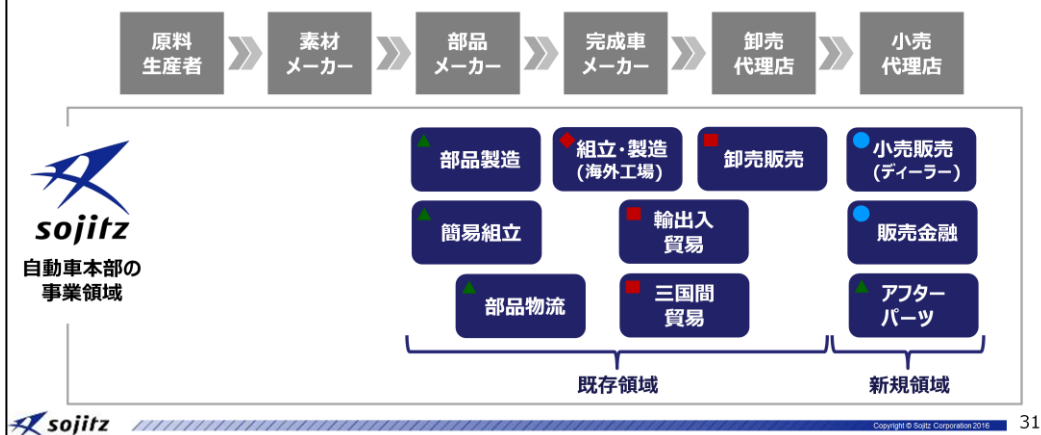 原料
生産者
素材
メーカー
部品
メーカー
完成車
メーカー
卸売
代理店
小売
代理店
sojitz
自動車本部の
事業領域
部品製造
組立・製造
(海外工場)
卸売販売
小売販売
(ディーラー)
簡易組立
輸出入
貿易
販売金融
部品物流
三国間
貿易
アフター
パーツ
既存領域
新規領域
sojitz
Copyright © Sojitz Corporation 2016
31